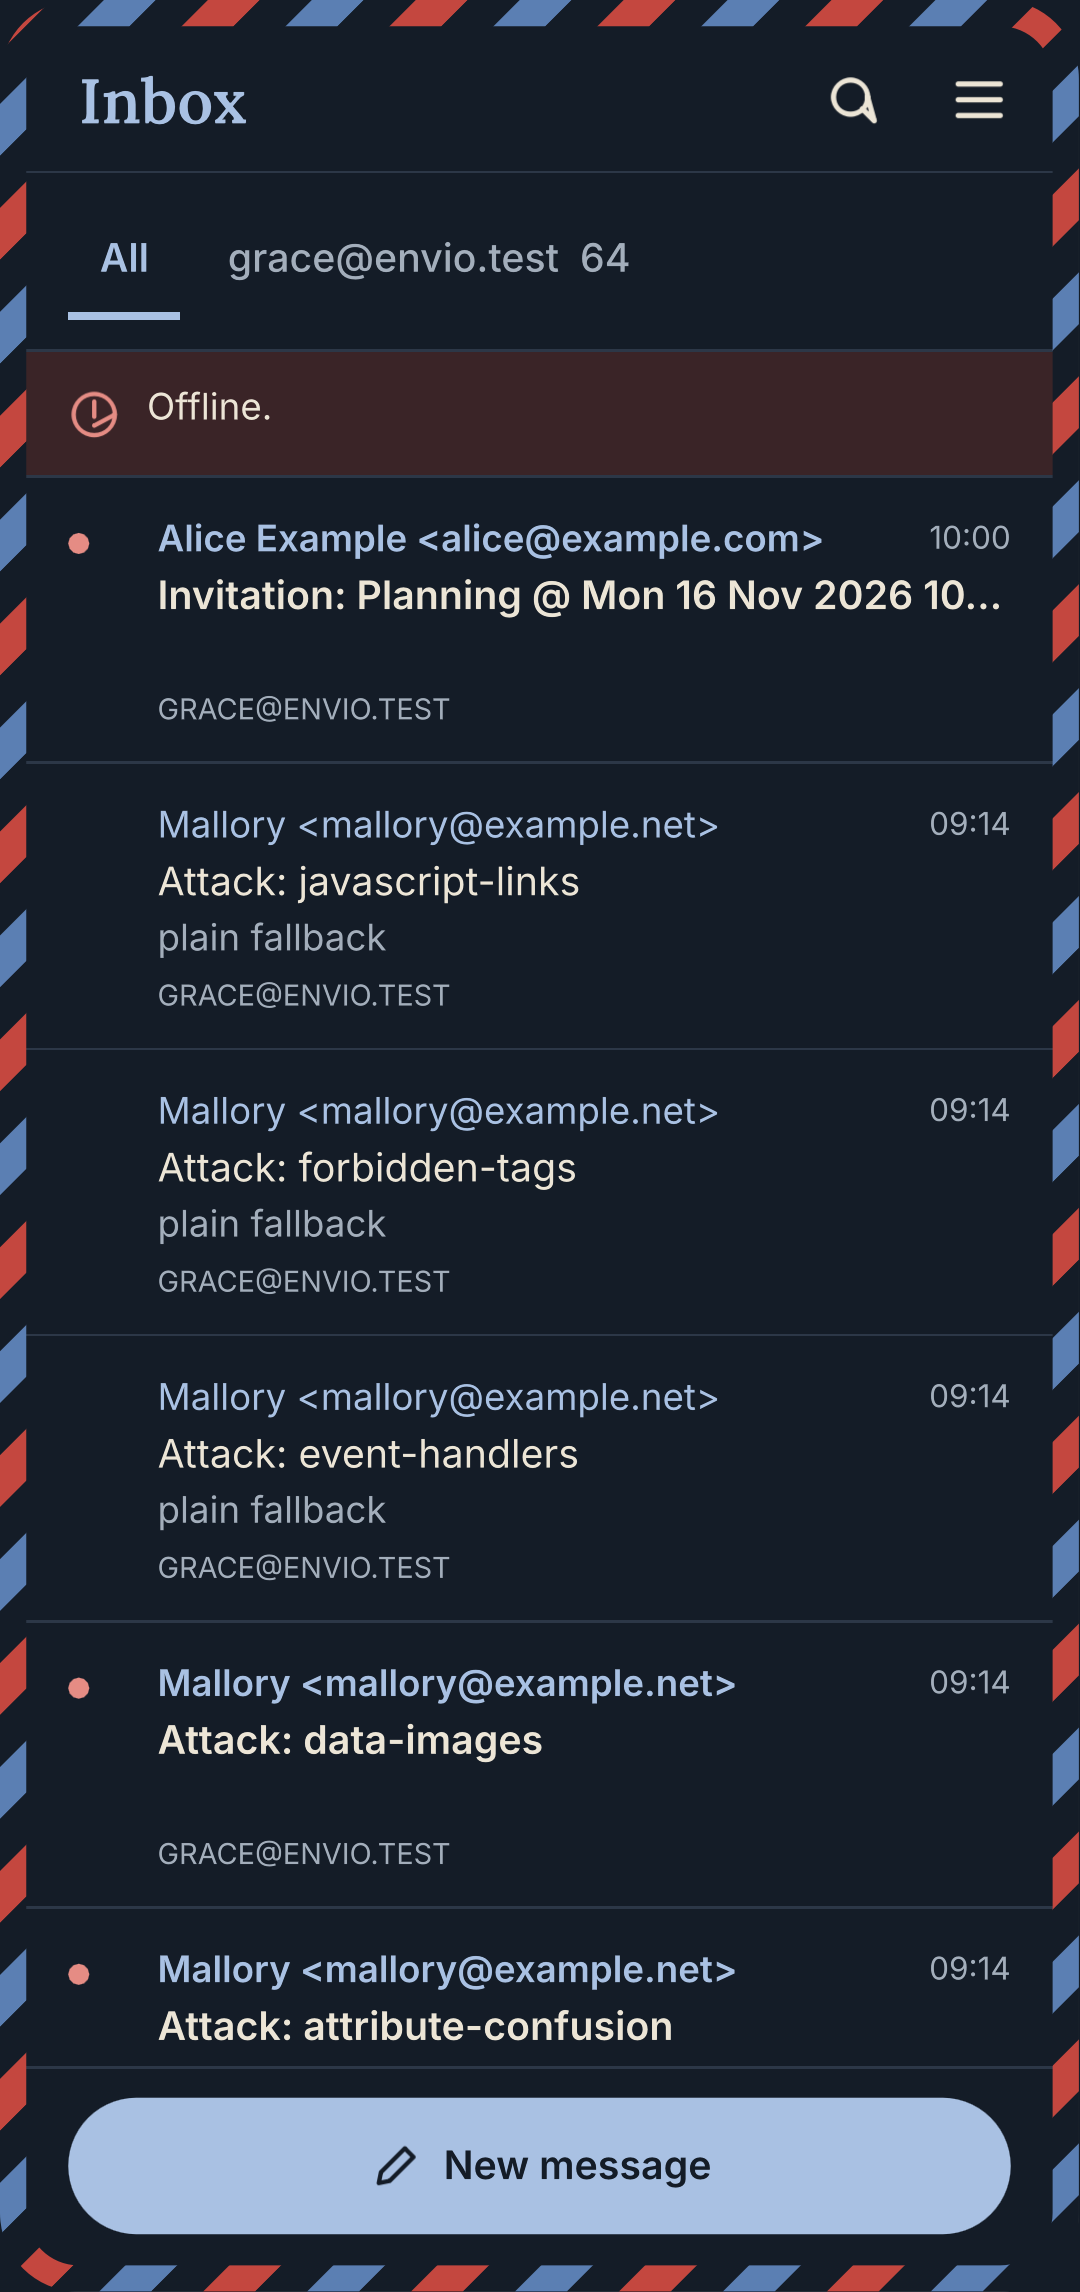 Inbox
All
grace@envio.test 64
Offline.
Alice Example <alice@example.com> 10:00
Invitation: Planning @ Mon 16 Nov 2026 10…
GRACE@ENVIO.TEST
Mallory <mallory@example.net> 09:14
Attack: javascript-links
plain fallback
GRACE@ENVIO.TEST
Mallory <mallory@example.net> 09:14
Attack: forbidden-tags
plain fallback
GRACE@ENVIO.TEST
Mallory <mallory@example.net> 09:14
Attack: event-handlers
plain fallback
GRACE@ENVIO.TEST
Mallory <mallory@example.net> 09:14
Attack: data-images
GRACE@ENVIO.TEST
Mallory <mallory@example.net> 09:14
Attack: attribute-confusion
New message